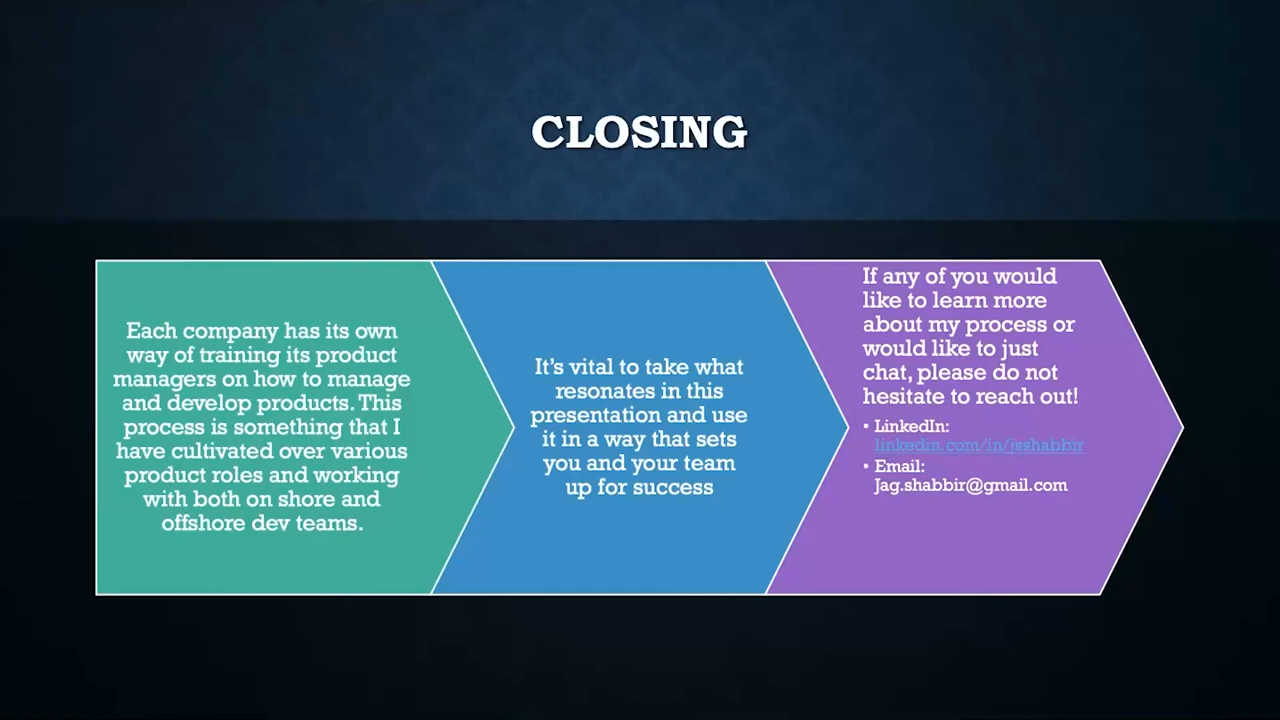 CLOSING
Each company has its own
way of training its product
managers on how to manage
and develop products. This
process is something that I
have cultivated over various
product roles and working
with both on shore and
offshore dev teams.
It's vital to take what
resonates in this
presentation and use
it in a way that sets
you and your team
up for success
If any of you would
like to learn more
about my process or
would like to just
chat, please do not
hesitate to reach out!
• LinkedIn:
linkedin.com/in/jsshabbir
• Email:
Jag.shabbir@gmail.com